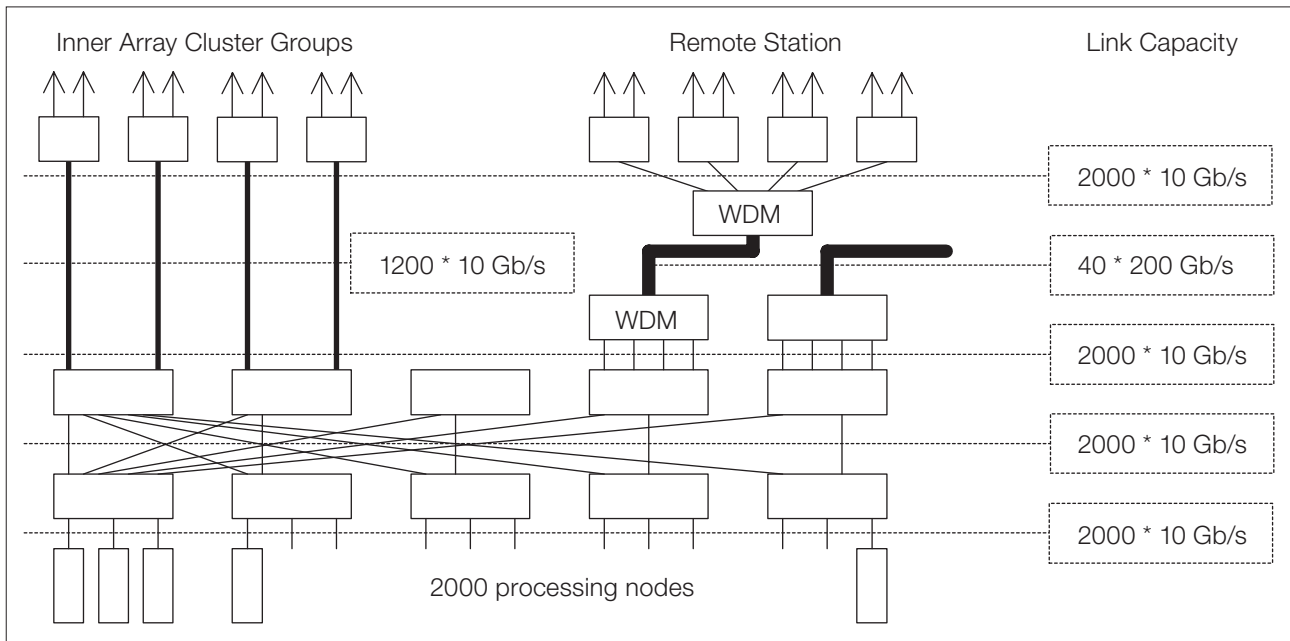 Inner Array Cluster Groups
Remote Station
Link Capacity
2000 * 10 Gb/s
WDM
1200 * 10 Gb/s
40 * 200 Gb/s
WDM
2000 * 10 Gb/s
2000 * 10 Gb/s
2000 * 10 Gb/s
2000 processing nodes